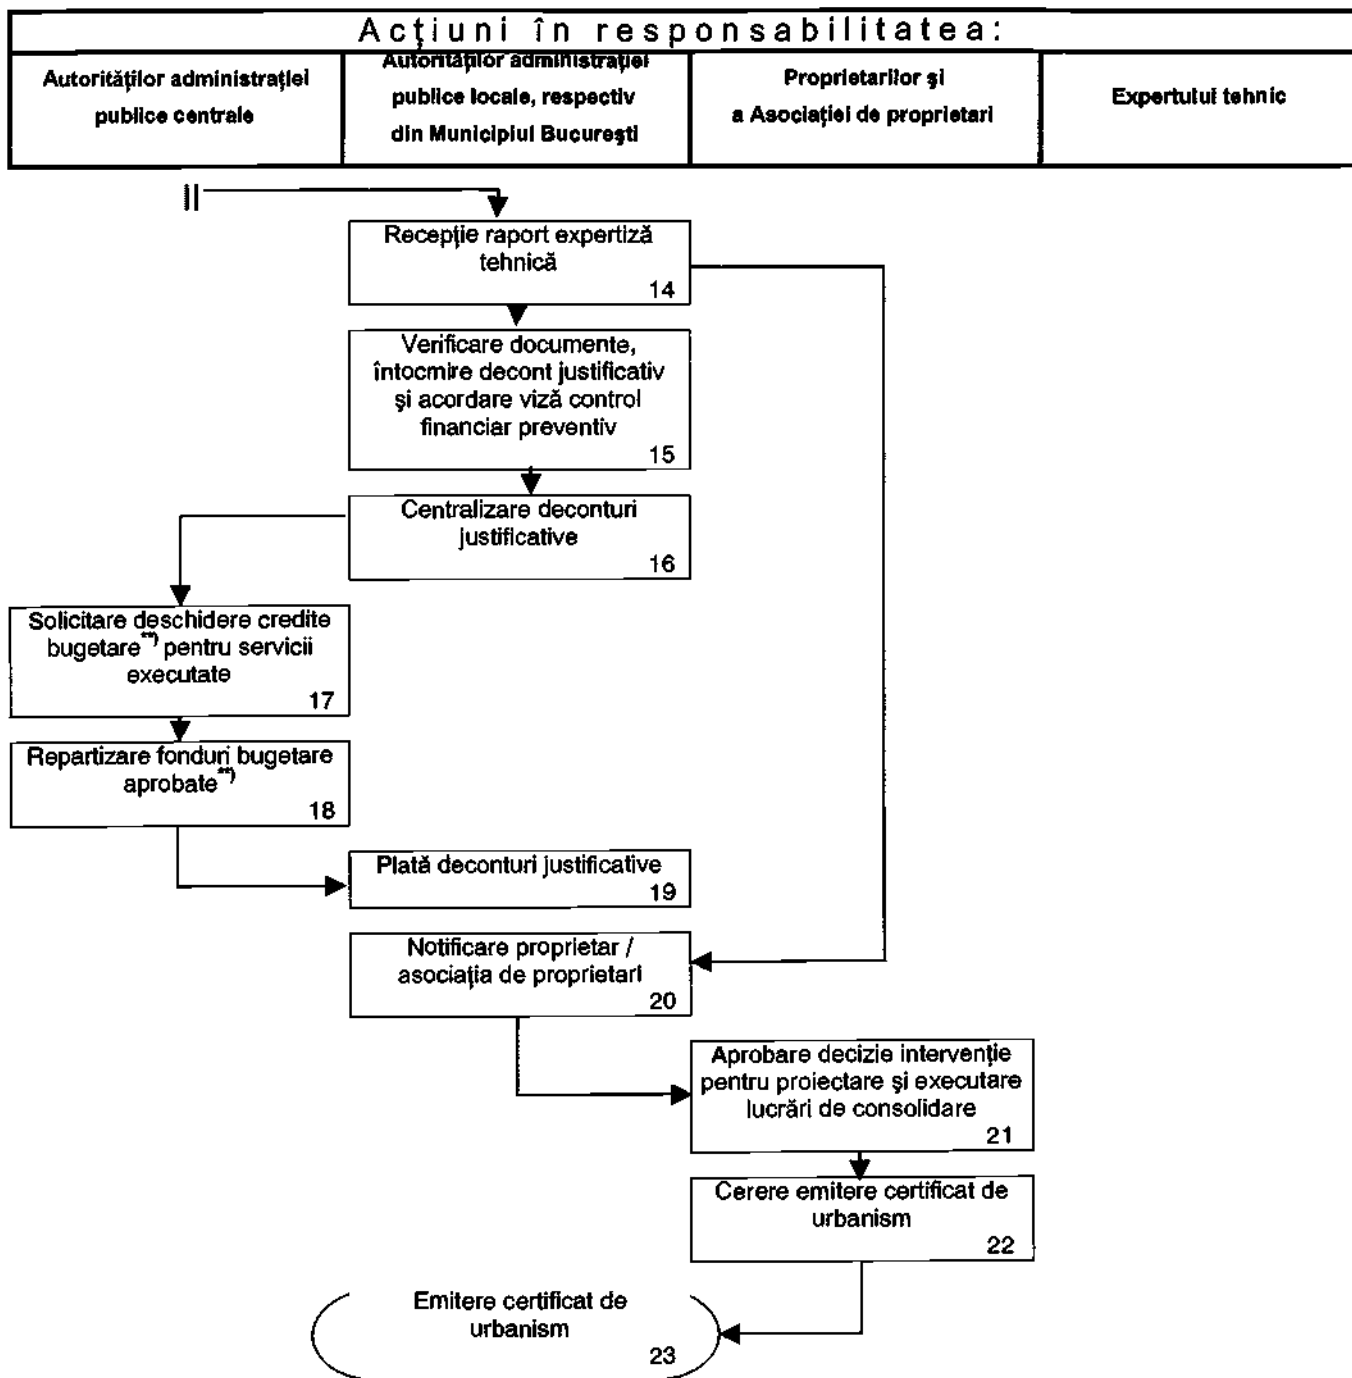 Acțiuni în responsabilitatea:
Autorităților administrației
publice centrale
Autorităților administrației
publice locale, respectiv
din Municipiul București
Proprietarilor și
a Asociației de proprietari
Expertului tehnic
II
Recepție raport expertiză
tehnică
14
Verificare documente,
întocmire decont justificativ
și acordare viză control
financiar preventiv
15
Centralizare deconturi
justificative
16
Solicitare deschidere credite
bugetare**) pentru servicii
executate
17
Repartizare fonduri bugetare
aprobate**)
18
Plată deconturi justificative
19
Notificare proprietar /
asociația de proprietari
20
Aprobare decizie intervenție
pentru proiectare și executare
lucrări de consolidare
21
Cerere emitere certificat de
urbanism
22
Emitere certificat de
urbanism
23